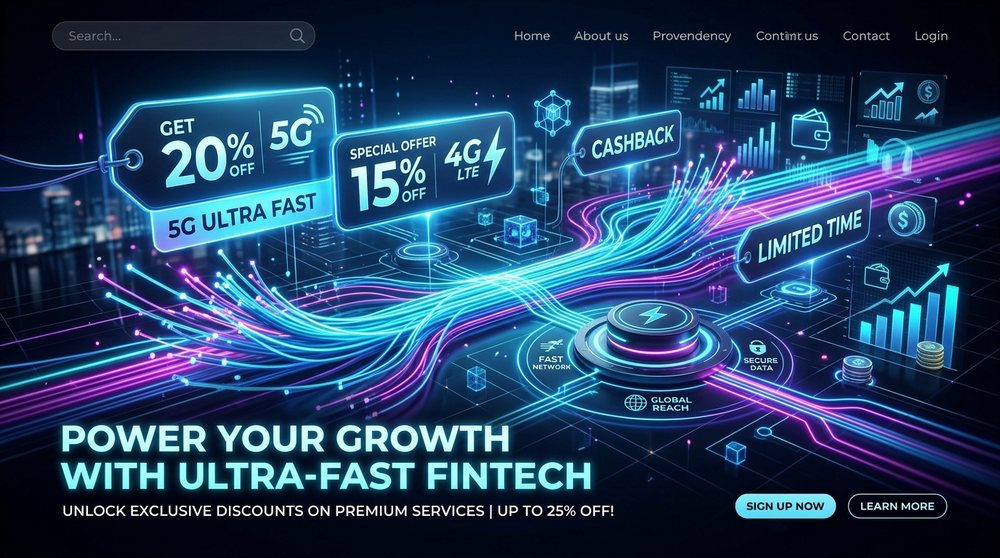 Search...
Home About us Provendency us Contact Login
GET
20% OFF
5G
5G ULTRA FAST
SPECIAL OFFER
15% OFF
4G
LTE
CASHBACK
LIMITED TIME
FAST
NETWORK
SECURE
DATA
GLOBAL
REACH
POWER YOUR GROWTH
WITH ULTRA-FAST FINTECH
UNLOCK EXCLUSIVE DISCOUNTS ON PREMIUM SERVICES | UP TO 25% OFF!
SIGN UP NOW
LEARN MORE